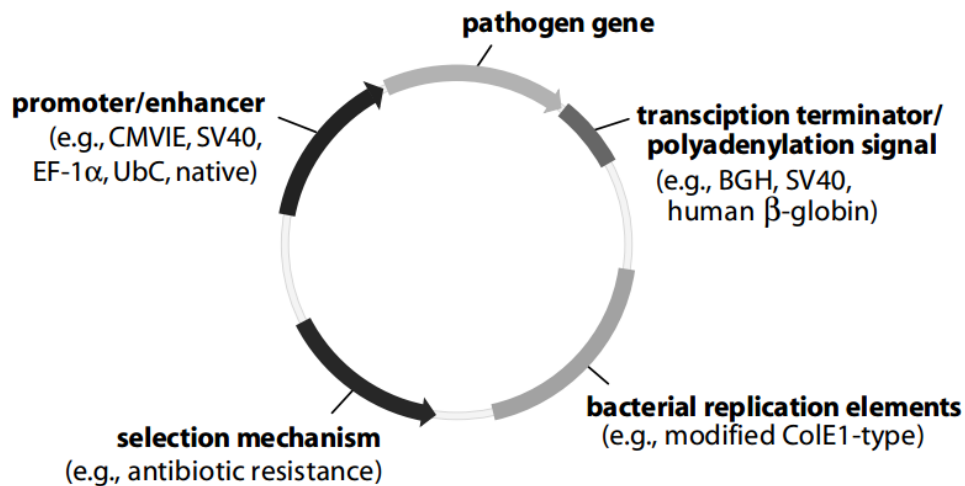 pathogen gene
promoter/enhancer
(e.g., CMVIE, SV40,
EF-1α, UbC, native)
transciption terminator/
polyadenylation signal
(e.g., BGH, SV40,
human β-globin)
bacterial replication elements
(e.g., modified ColE1-type)
selection mechanism
(e.g., antibiotic resistance)